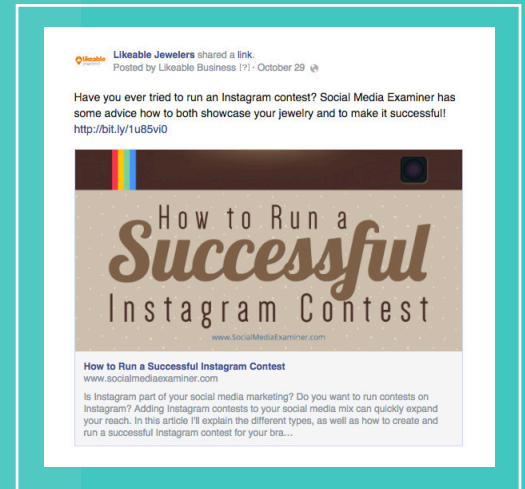 Likeable
Likeable Jewelers shared a link.
Posted by Likeable Business [?] · October 29
Have you ever tried to run an Instagram contest? Social Media Examiner has
some advice how to both showcase your jewelry and to make it successful!
http://bit.ly/1u85vi0
How to Run a
Successful
Instagram Contest
www.SocialMediaExaminer.com
How to Run a Successful Instagram Contest
www.socialmediaexaminer.com
Is Instagram part of your social media marketing? Do you want to run contests on
Instagram? Adding Instagram contests to your social media mix can quickly expand
your reach. In this article I'll explain the different types, as well as how to create and
run a successful Instagram contest for your bra...